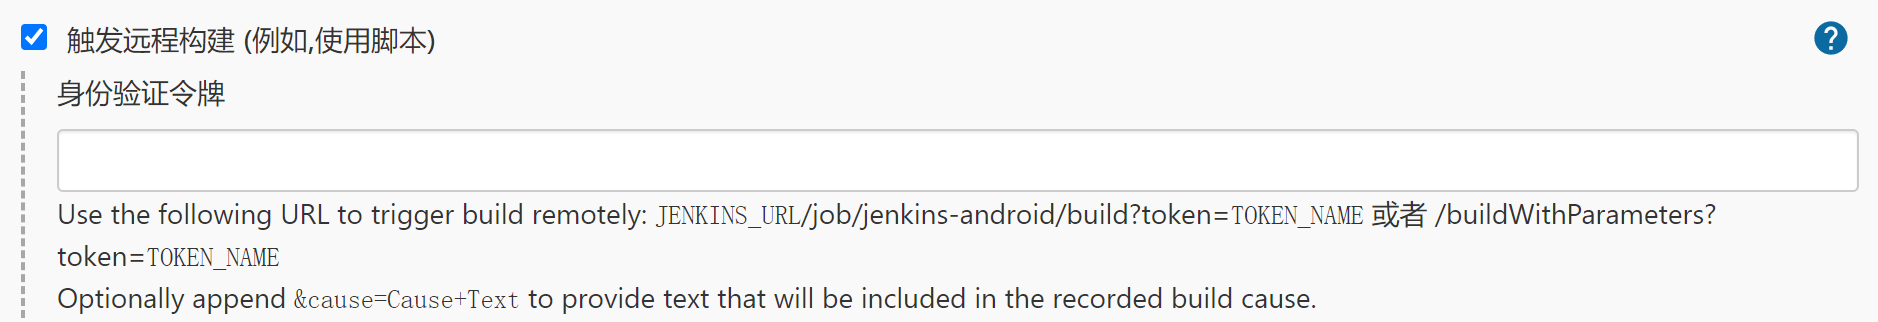 触发远程构建 (例如,使用脚本)
身份验证令牌
Use the following URL to trigger build remotely: JENKINS_URL/job/jenkins-android/build?token=TOKEN_NAME 或者 /buildWithParameters?
token=TOKEN_NAME
Optionally append &cause=Cause+Text to provide text that will be included in the recorded build cause.